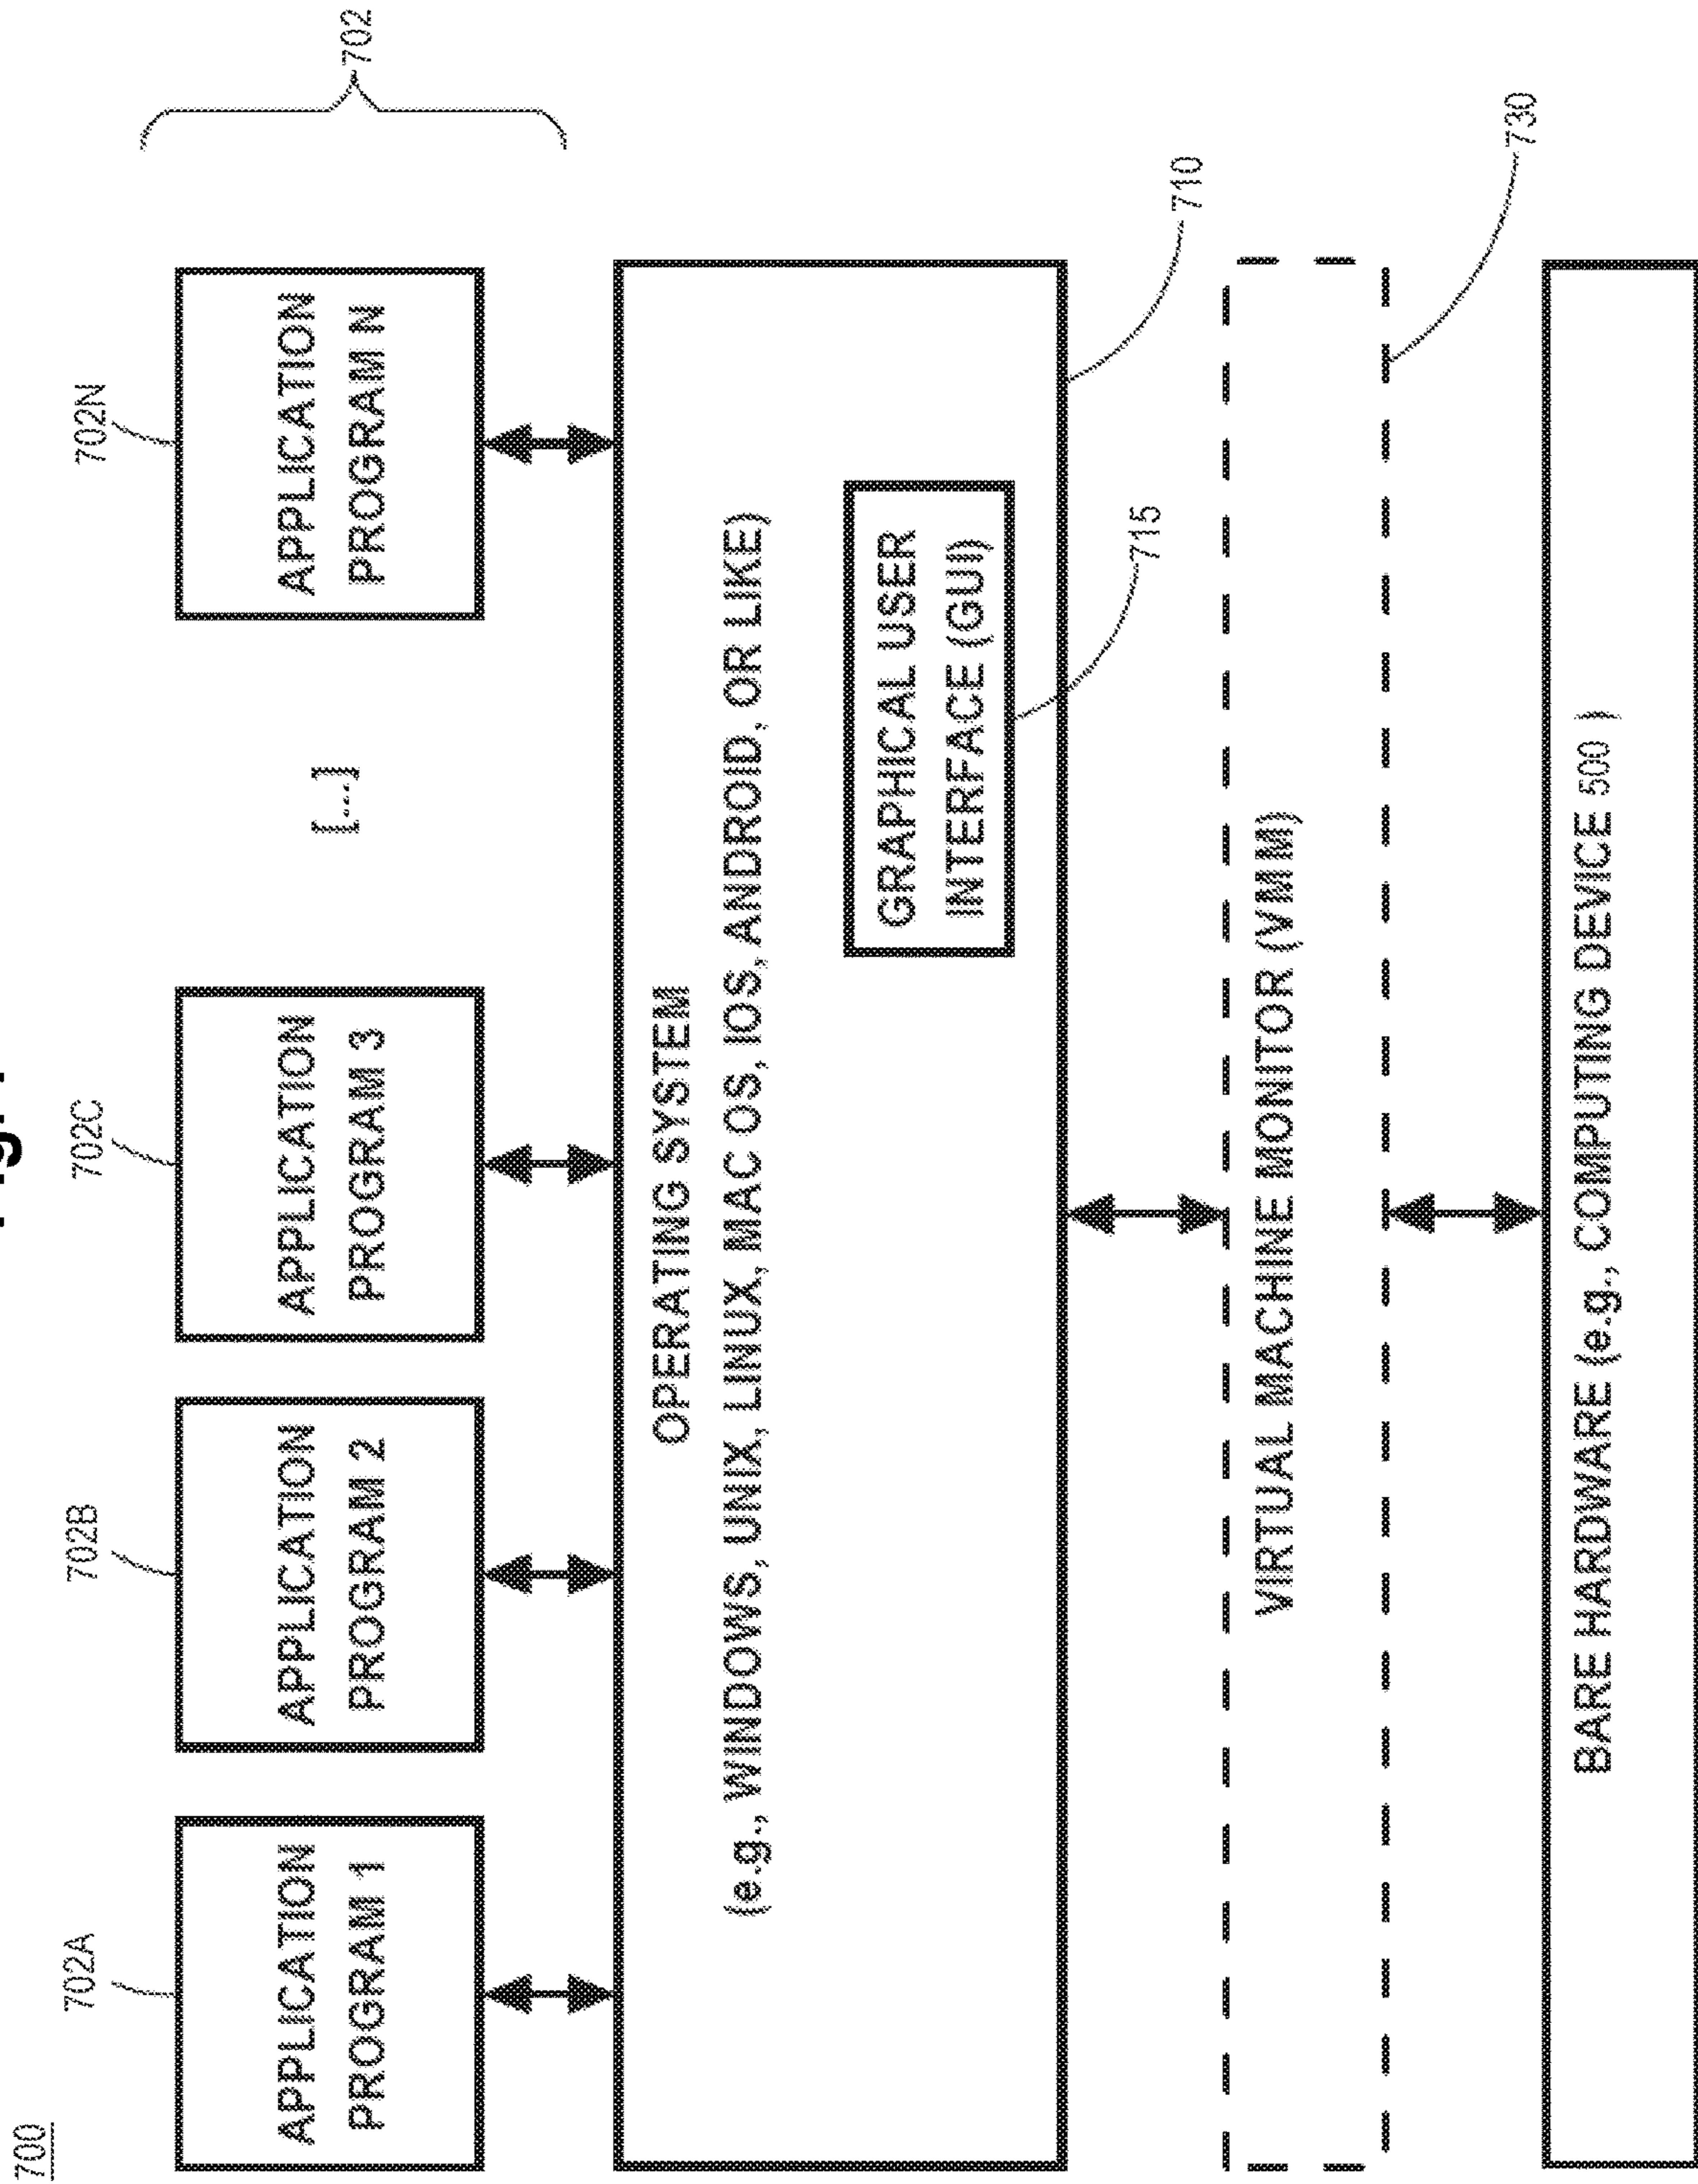 700
702A
702B
702C
702N
702
APPLICATION
PROGRAM 1
APPLICATION
PROGRAM 2
APPLICATION
PROGRAM 3
[...]
APPLICATION
PROGRAM N
OPERATING SYSTEM
(e.g., WINDOWS, UNIX, LINUX, MAC OS, IOS, ANDROID, OR LIKE)
GRAPHICAL USER
INTERFACE (GUI)
715
710
VIRTUAL MACHINE MONITOR (VMM)
730
BARE HARDWARE (e.g., COMPUTING DEVICE 500 )